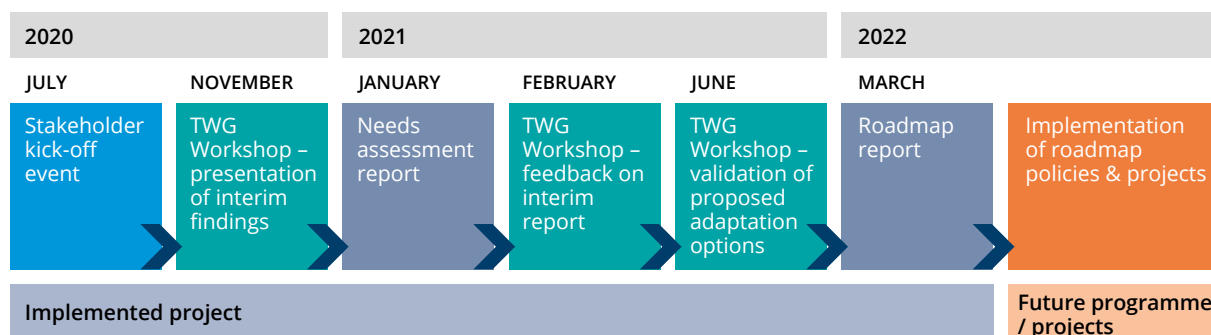 2020
2021
2022
JULY
NOVEMBER
JANUARY
FEBRUARY
JUNE
MARCH
Stakeholder
kick-off
event
TWG
Workshop –
presentation
of interim
findings
Needs
assessment
report
TWG
Workshop –
feedback on
interim
report
TWG
Workshop –
validation of
proposed
adaptation
options
Roadmap
report
Implementation
of roadmap
policies & projects
Implemented project
Future programme
/ projects